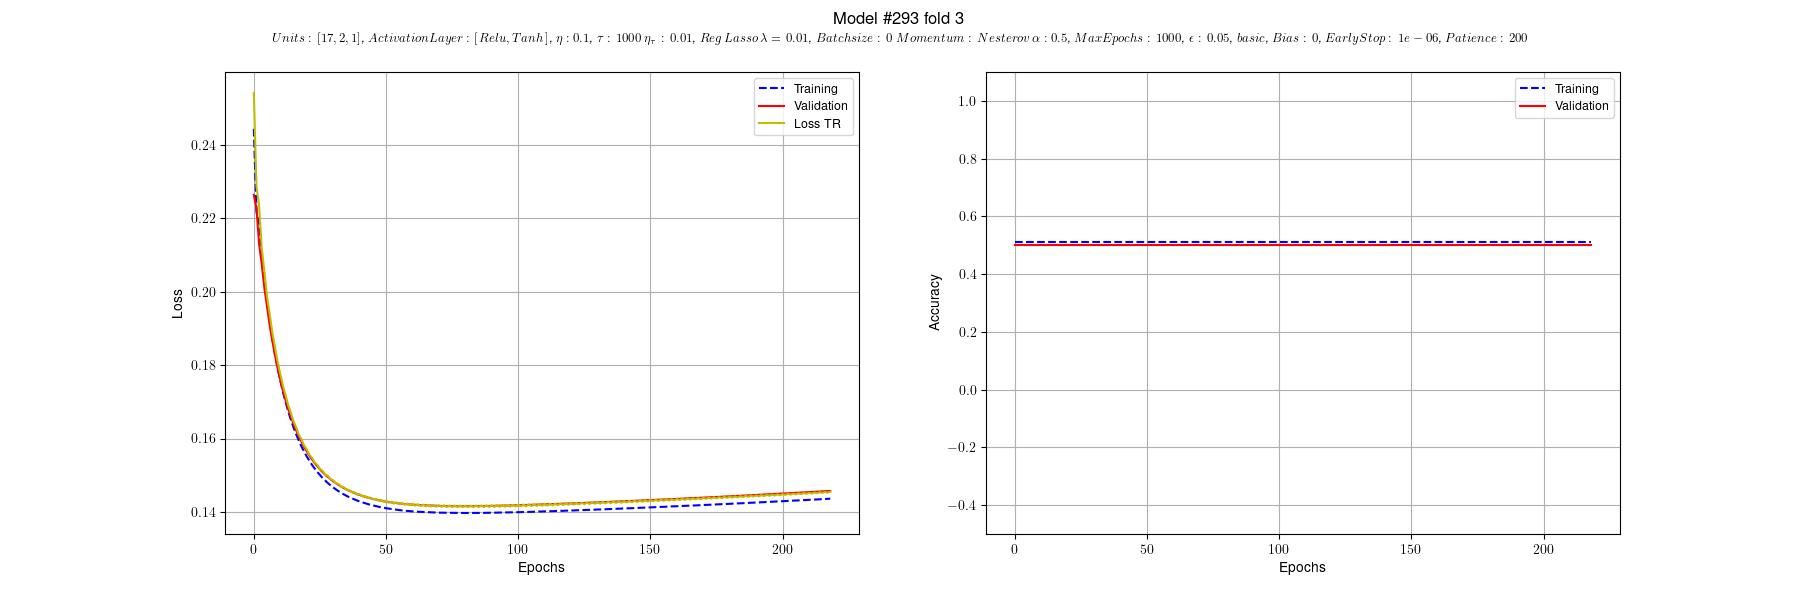 Model #293 fold 3
Units : [17, 2, 1], ActivationLayer : [Relu, Tanh], η : 0.1, τ : 1000 ητ : 0.01, Reg Lasso λ = 0.01, Batchsize : 0 Momentum : Nesterov α : 0.5, MaxEpochs : 1000, ϵ : 0.05, basic, Bias : 0, EarlyStop : 1e − 06, Patience : 200
Training
Validation
Loss TR
0.24
0.22
0.20
0.18
0.16
0.14
Loss
0
50
100
150
200
Epochs
Training
Validation
1.0
0.8
0.6
0.4
0.2
0.0
−0.2
−0.4
Accuracy
0
50
100
150
200
Epochs